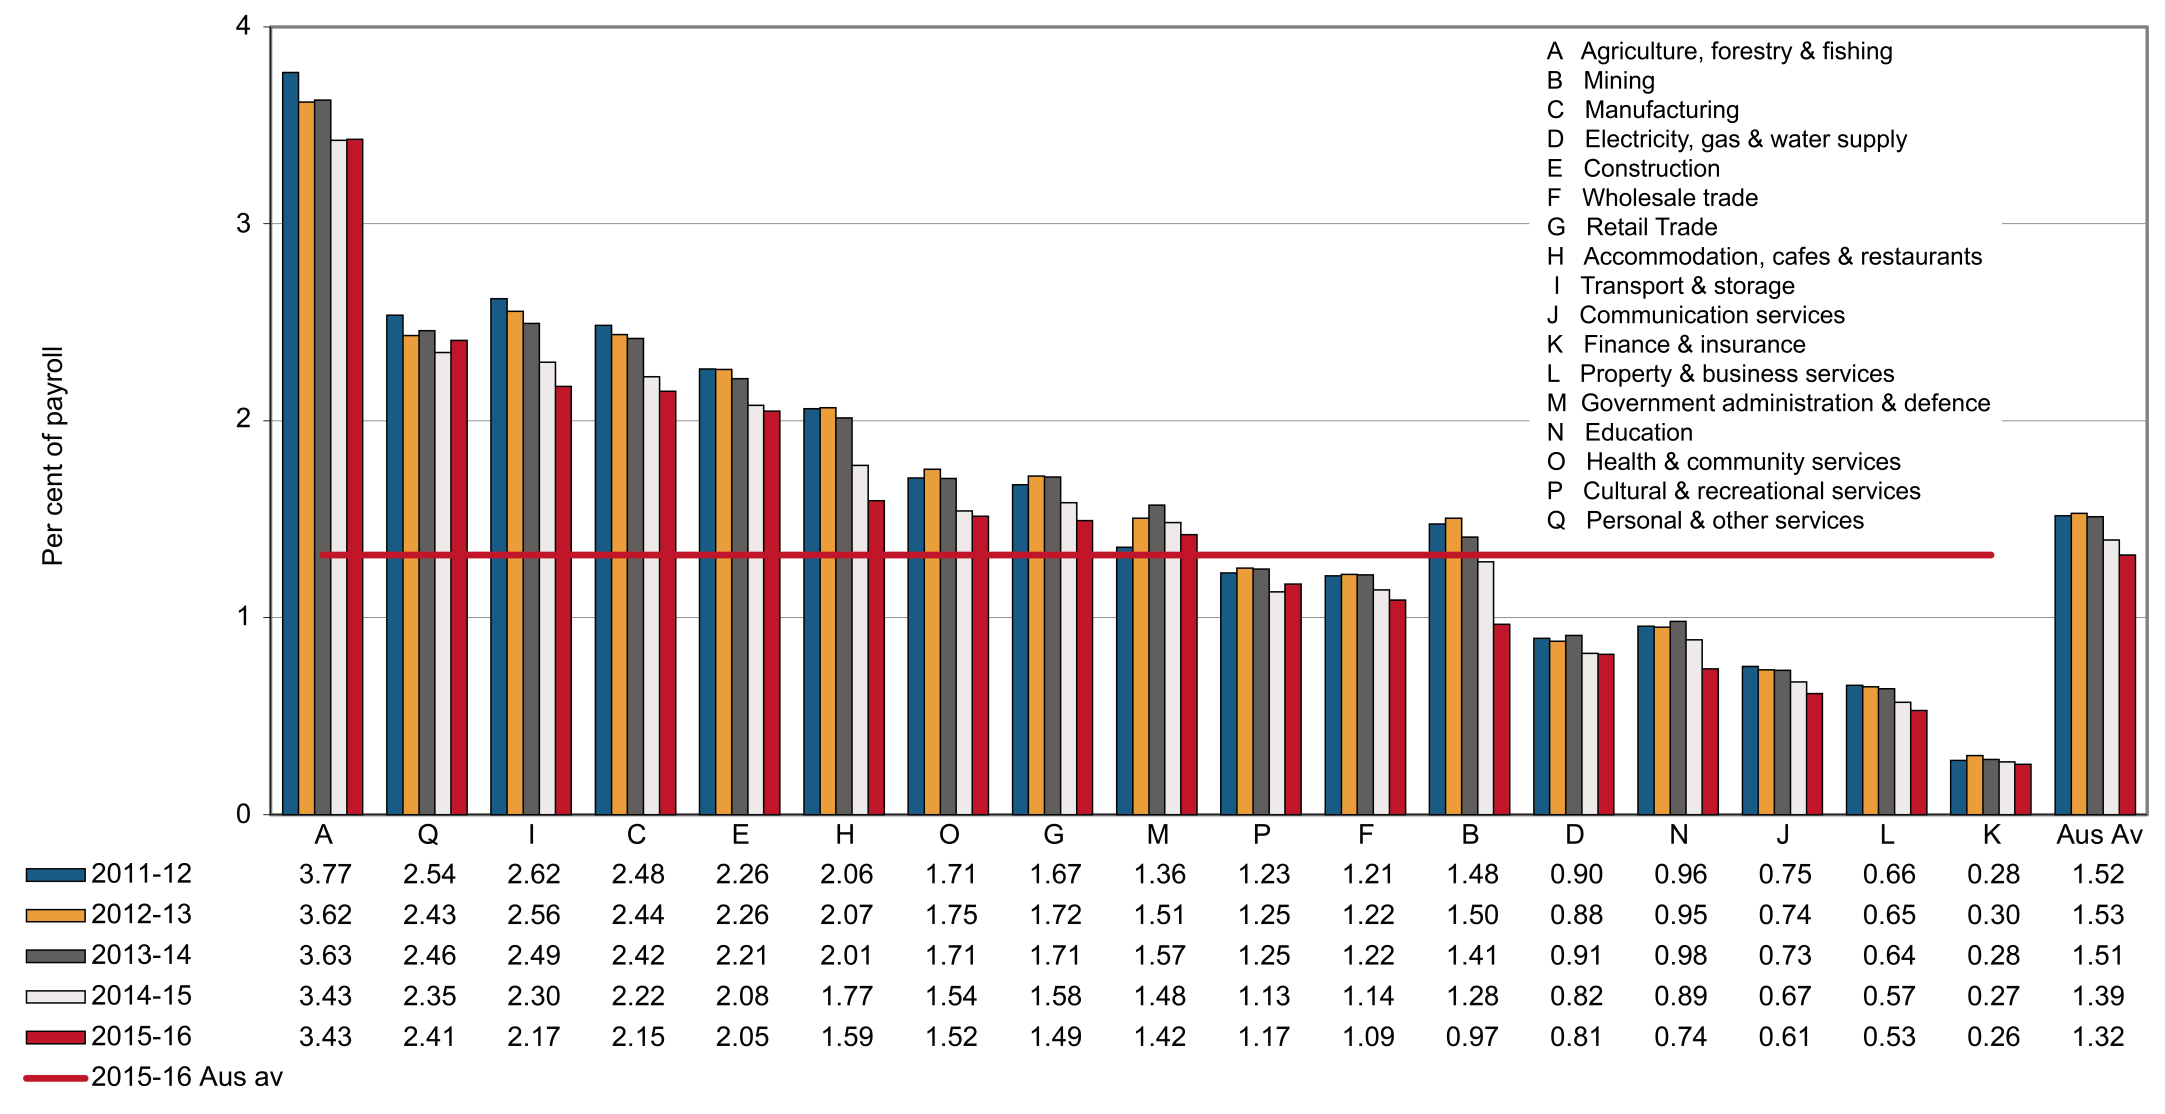 4
3
2
1
0
Per cent of payroll
A Agriculture, forestry & fishing
B Mining
C Manufacturing
D Electricity, gas & water supply
E Construction
F Wholesale trade
G Retail Trade
H Accommodation, cafes & restaurants
I Transport & storage
J Communication services
K Finance & insurance
L Property & business services
M Government administration & defence
N Education
O Health & community services
P Cultural & recreational services
Q Personal & other services
A Q I C E H O G M P F B D N J L K Aus Av
2011-12 3.77 2.54 2.62 2.48 2.26 2.06 1.71 1.67 1.36 1.23 1.21 1.48 0.90 0.96 0.75 0.66 0.28 1.52
2012-13 3.62 2.43 2.56 2.44 2.26 2.07 1.75 1.72 1.51 1.25 1.22 1.50 0.88 0.95 0.74 0.65 0.30 1.53
2013-14 3.63 2.46 2.49 2.42 2.21 2.01 1.71 1.71 1.57 1.25 1.22 1.41 0.91 0.98 0.73 0.64 0.28 1.51
2014-15 3.43 2.35 2.30 2.22 2.08 1.77 1.54 1.58 1.48 1.13 1.14 1.28 0.82 0.89 0.67 0.57 0.27 1.39
2015-16 3.43 2.41 2.17 2.15 2.05 1.59 1.52 1.49 1.42 1.17 1.09 0.97 0.81 0.74 0.61 0.53 0.26 1.32
2015-16 Aus av